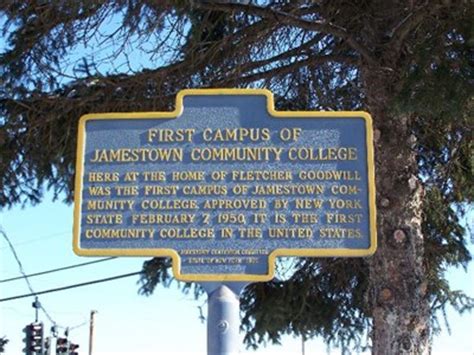 FIRST CAMPUS OF
JAMESTOWN COMMUNITY COLLEGE
HERE AT THE HOME OF FLETCHER GOODWILL
WAS THE FIRST CAMPUS OF JAMESTOWN COM-
MUNITY COLLEGE, APPROVED BY NEW YORK
STATE FEBRUARY 7, 1950. IT IS THE FIRST
COMMUNITY COLLEGE IN THE UNITED STATES.
STATE OF NEW YORK